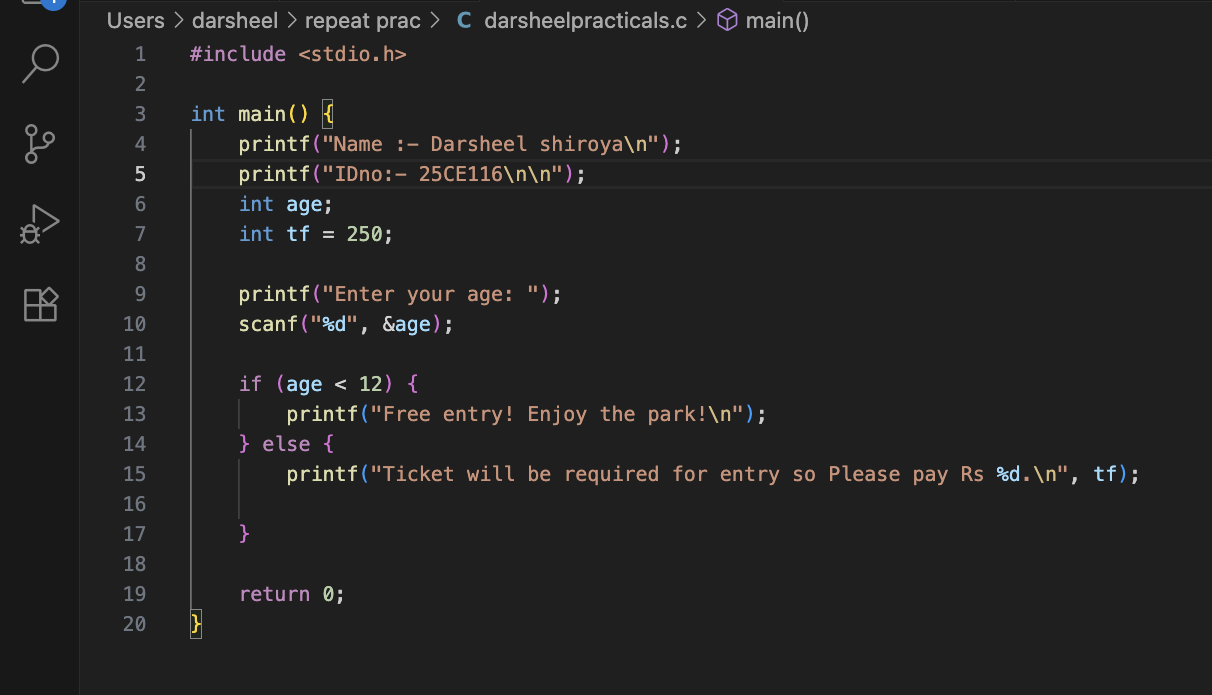 Users > darsheel > repeat prac > C darsheelpracticals.c > main()
1 #include <stdio.h>
2
3 int main() {
4     printf("Name :- Darsheel shiroya\n");
5     printf("IDno:- 25CE116\n\n");
6     int age;
7     int tf = 250;
8
9     printf("Enter your age: ");
10     scanf("%d", &age);
11
12     if (age < 12) {
13         printf("Free entry! Enjoy the park!\n");
14     } else {
15         printf("Ticket will be required for entry so Please pay Rs %d.\n", tf);
16
17     }
18
19     return 0;
20 }